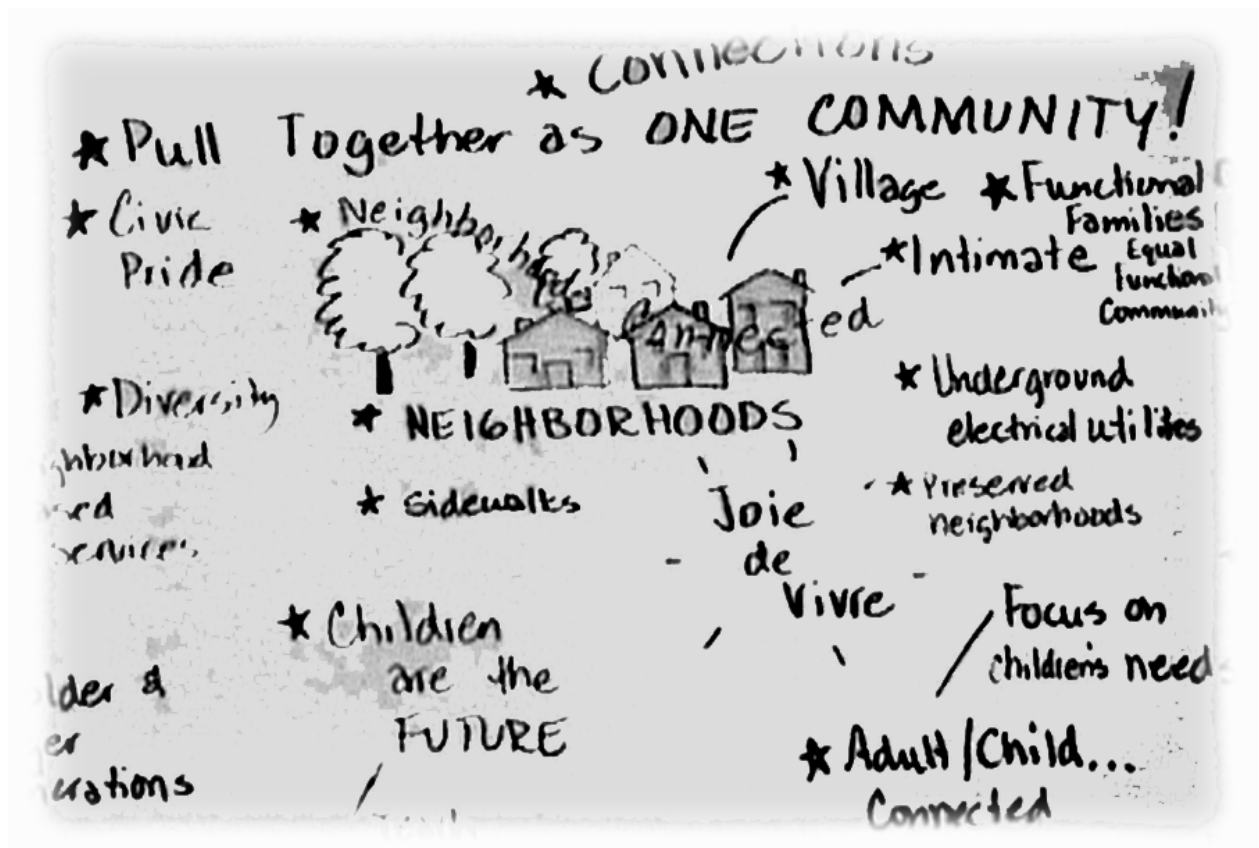 ★ Connections
★ Pull Together as ONE COMMUNITY!
★ Civic
Pride
★ Neighborhoods
Connected
★ Village
★ Functional
Families
Equal
Functional
Community
★ Intimate
★ Diversity
★ NEIGHBORHOODS
★ Underground
electrical utilites
★ Sidewalks
★ Preserved
neighborhoods
Joie
de
Vivre
services
★ Children
are the
FUTURE
Focus on
children's need
&
★ Adult/Child...
Connected